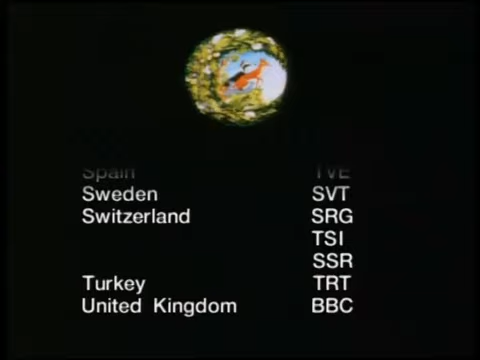 Spain TVE
Sweden SVT
Switzerland SRG
TSI
SSR
Turkey TRT
United Kingdom BBC